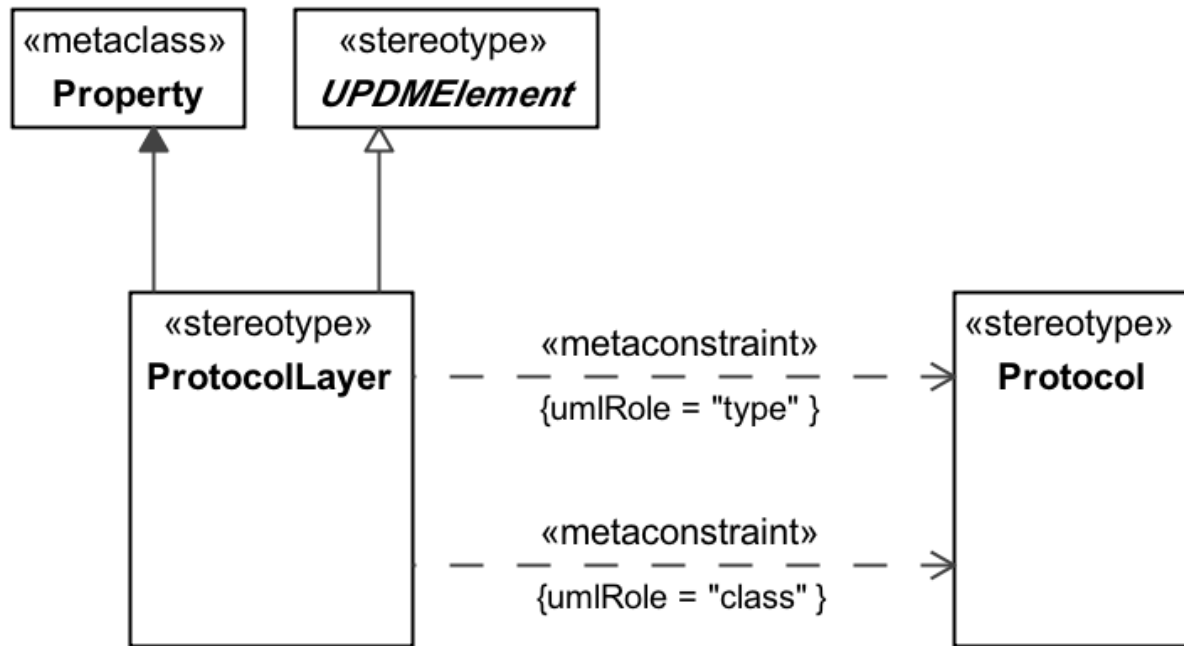 «metaclass»
Property
«stereotype»
UPDMElement
«stereotype»
ProtocolLayer
«metaconstraint»
{umlRole = "type" }
«metaconstraint»
{umlRole = "class" }
«stereotype»
Protocol